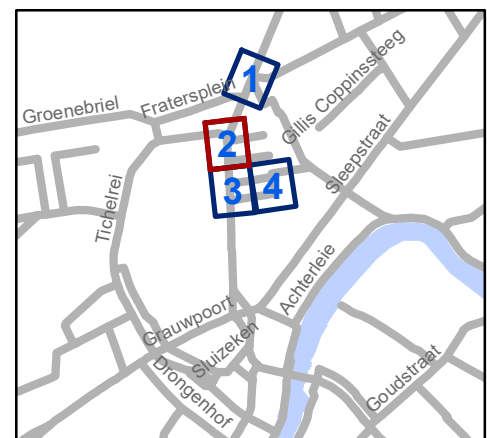 1
Groenebriel
Fratersplein
Gillis Coppinssteeg
2
Sleepstraat
3
4
Tichelrei
Achterleie
Grauwpoort
Sluizeken
Drongenhof
Goudstraat